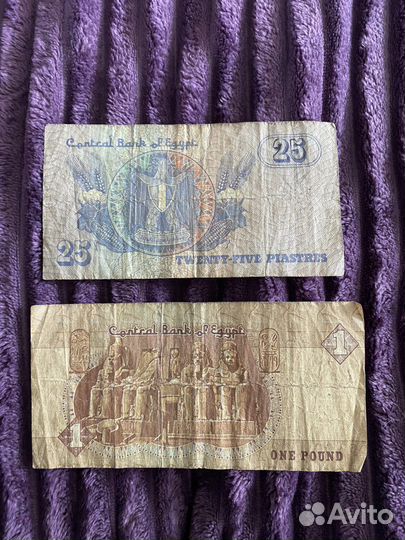 Central Bank of Egypt
25
25
TWENTY-FIVE PIASTRES
Central Bank of Egypt
1
1
ONE POUND
Avito